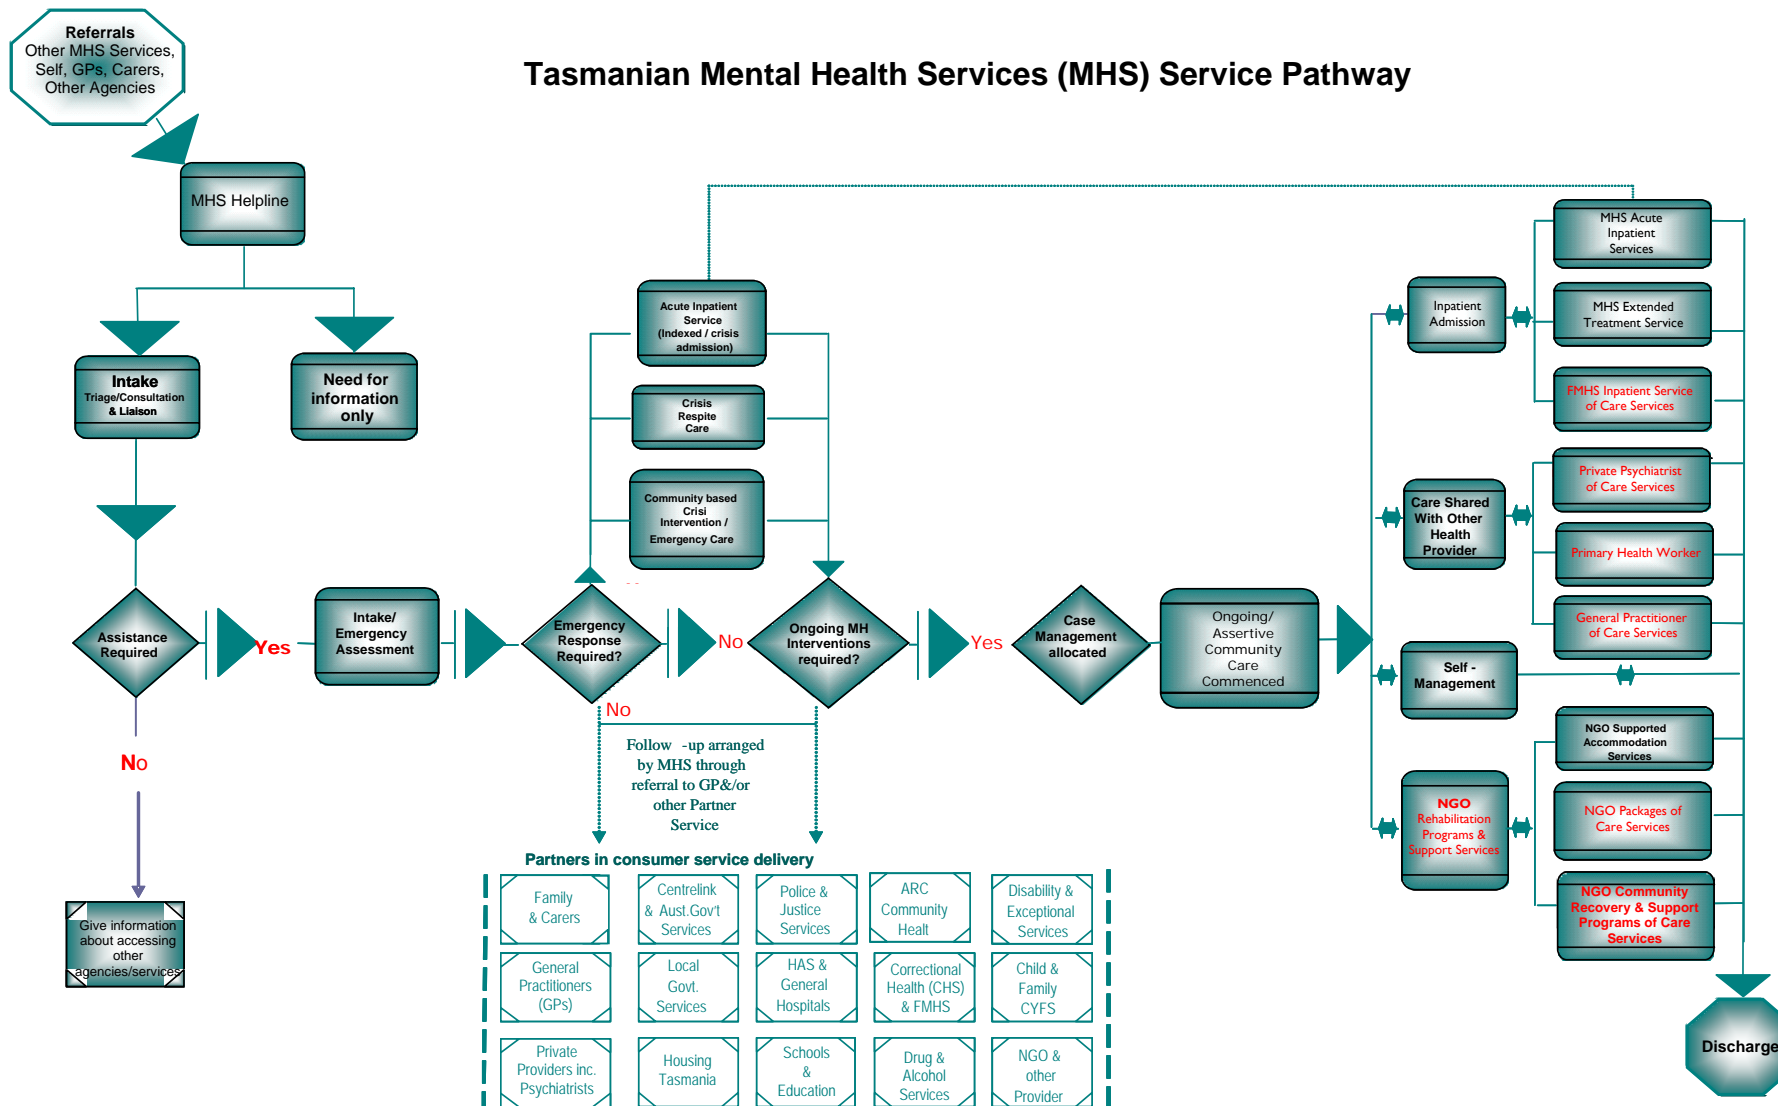 Referrals
Other MHS Services,
Self, GPs, Carers,
Other Agencies
Tasmanian Mental Health Services (MHS) Service Pathway
MHS Helpline
Intake
Triage/Consultation
& Liaison
Need for
information
only
Assistance
Required
Yes
No
Give information
about accessing
other
agencies/services
Intake/
Emergency
Assessment
Emergency
Response
Required?
No
No
Acute Inpatient
Service
(Indexed / crisis
admission)
Crisis
Respite
Care
Community based
Crisi
Intervention /
Emergency Care
Ongoing MH
Interventions
required?
Yes
Follow -up arranged
by MHS through
referral to GP&/or
other Partner
Service
Case
Management
allocated
Ongoing/
Assertive
Community
Care
Commenced
Inpatient
Admission
MHS Acute
Inpatient
Services
MHS Extended
Treatment Service
FMHS Inpatient Service
of Care Services
Care Shared
With Other
Health
Provider
Private Psychiatrist
of Care Services
Primary Health Worker
General Practitioner
of Care Services
Self -
Management
NGO
Rehabilitation
Programs &
Support Services
NGO Supported
Accommodation
Services
NGO Packages of
Care Services
NGO Community
Recovery & Support
Programs of Care
Services
Discharge
Partners in consumer service delivery
Family
& Carers
Centrelink
& Aust.Gov't
Services
Police &
Justice
Services
ARC
Community
Healt
Disability &
Exceptional
Services
General
Practitioners
(GPs)
Local
Govt.
Services
HAS &
General
Hospitals
Correctional
Health (CHS)
& FMHS
Child &
Family
CYFS
Private
Providers inc.
Psychiatrists
Housing
Tasmania
Schools
&
Education
Drug &
Alcohol
Services
NGO &
other
Provider